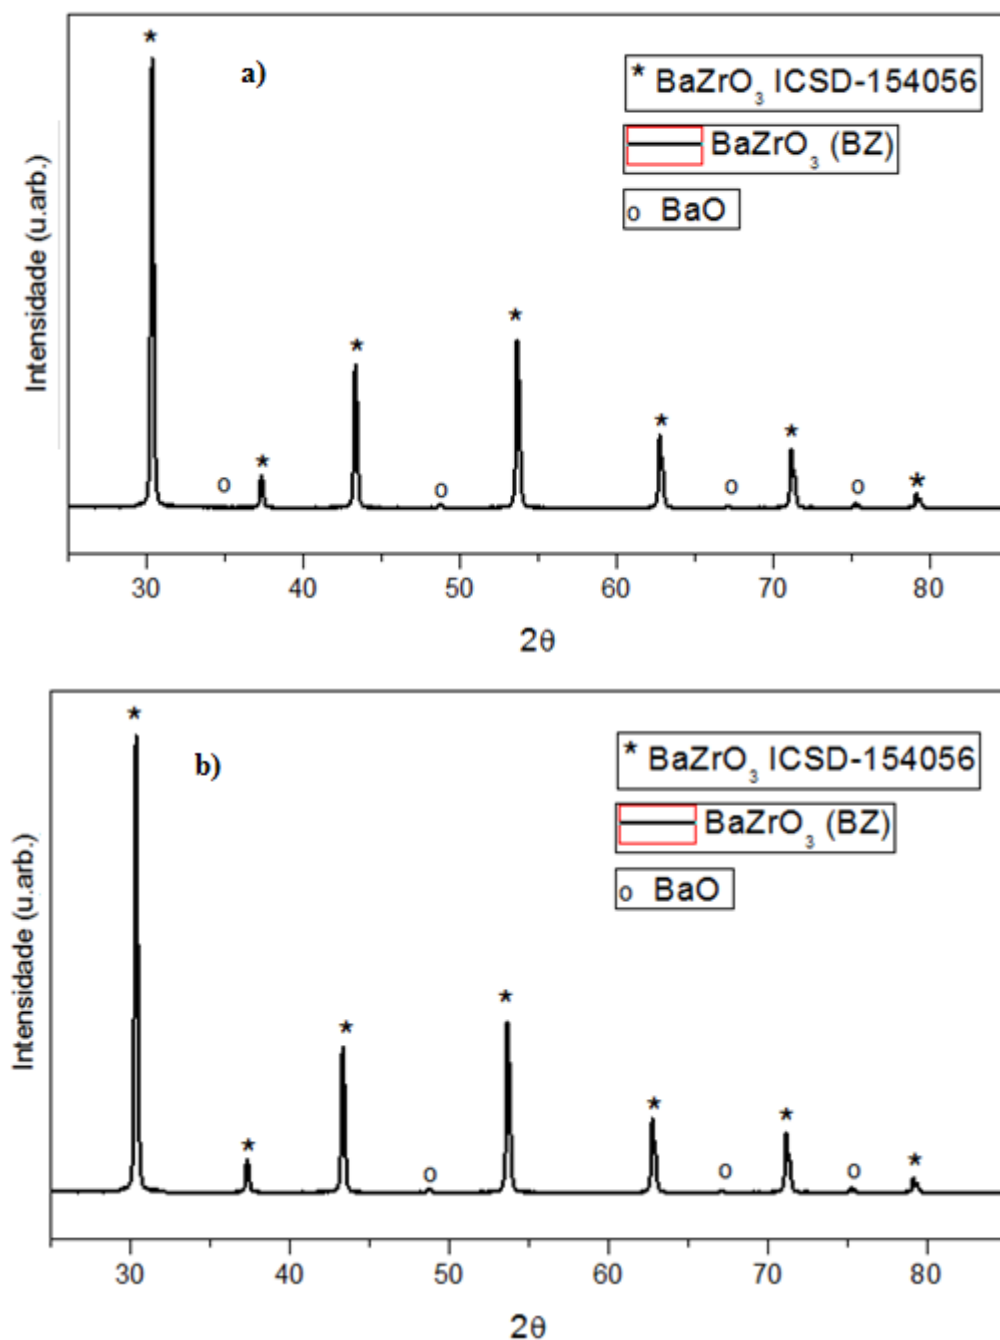 a)
* BaZrO₃ ICSD-154056
BaZrO₃ (BZ)
o BaO
Intensidade (u.arb.)
* * * * * * *
o o o o
30 40 50 60 70 80
2θ
b)
* BaZrO₃ ICSD-154056
BaZrO₃ (BZ)
o BaO
Intensidade (u.arb.)
* * * * * * *
o o o
30 40 50 60 70 80
2θ